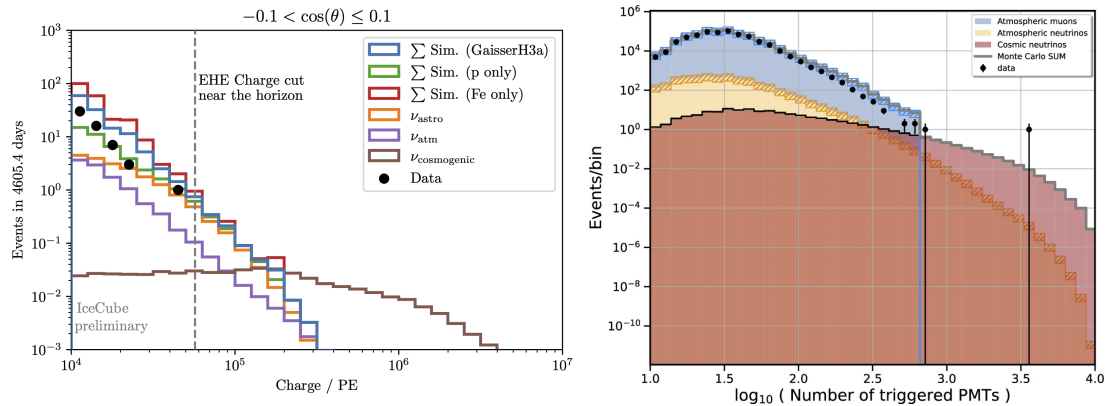 −0.1 < cos(θ) ≤ 0.1
10³
10²
10¹
10⁰
10⁻¹
10⁻²
10⁻³
Events in 4605.4 days
EHE Charge cut
near the horizon
∑ Sim. (GaisserH3a)
∑ Sim. (p only)
∑ Sim. (Fe only)
ν_astro
ν_atm
ν_cosmogenic
Data
IceCube
preliminary
10⁴ 10⁵ 10⁶ 10⁷
Charge / PE
10⁶
10⁴
10²
10⁰
10⁻²
10⁻⁴
10⁻⁶
10⁻⁸
10⁻¹⁰
Events/bin
Atmospheric muons
Atmospheric neutrinos
Cosmic neutrinos
Monte Carlo SUM
data
1.0 1.5 2.0 2.5 3.0 3.5 4.0
log₁₀ ( Number of triggered PMTs )